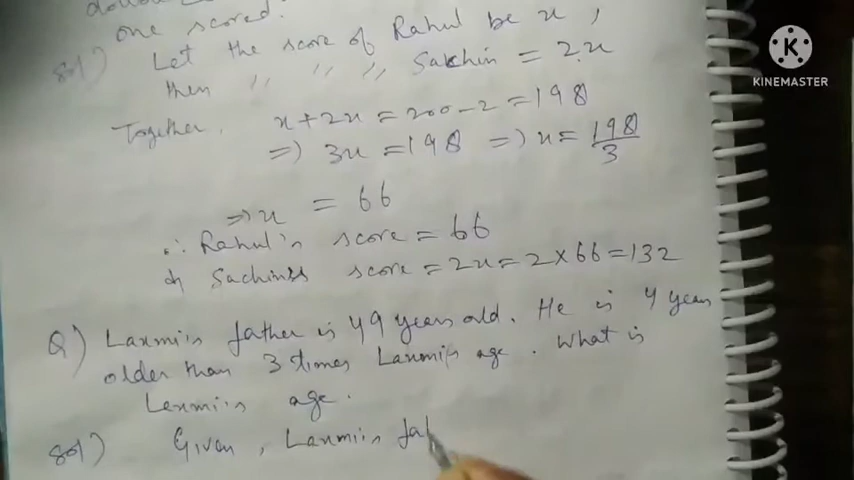 one scored.
Sol) Let the score of Rahul be x,
then " " " Sachin = 2x
Together, x+2x = 200-2 = 198
=) 3x = 198 =) x = 198/3
=) x = 66
∴ Rahul's score = 66
& Sachin's score = 2x = 2×66 = 132
Q) Laxmi's father is 49 years old. He is 4 years
older than 3 times Laxmi's age. What is
Laxmi's age.
Sol) Given, Laxmi's fat
K
KINEMASTER